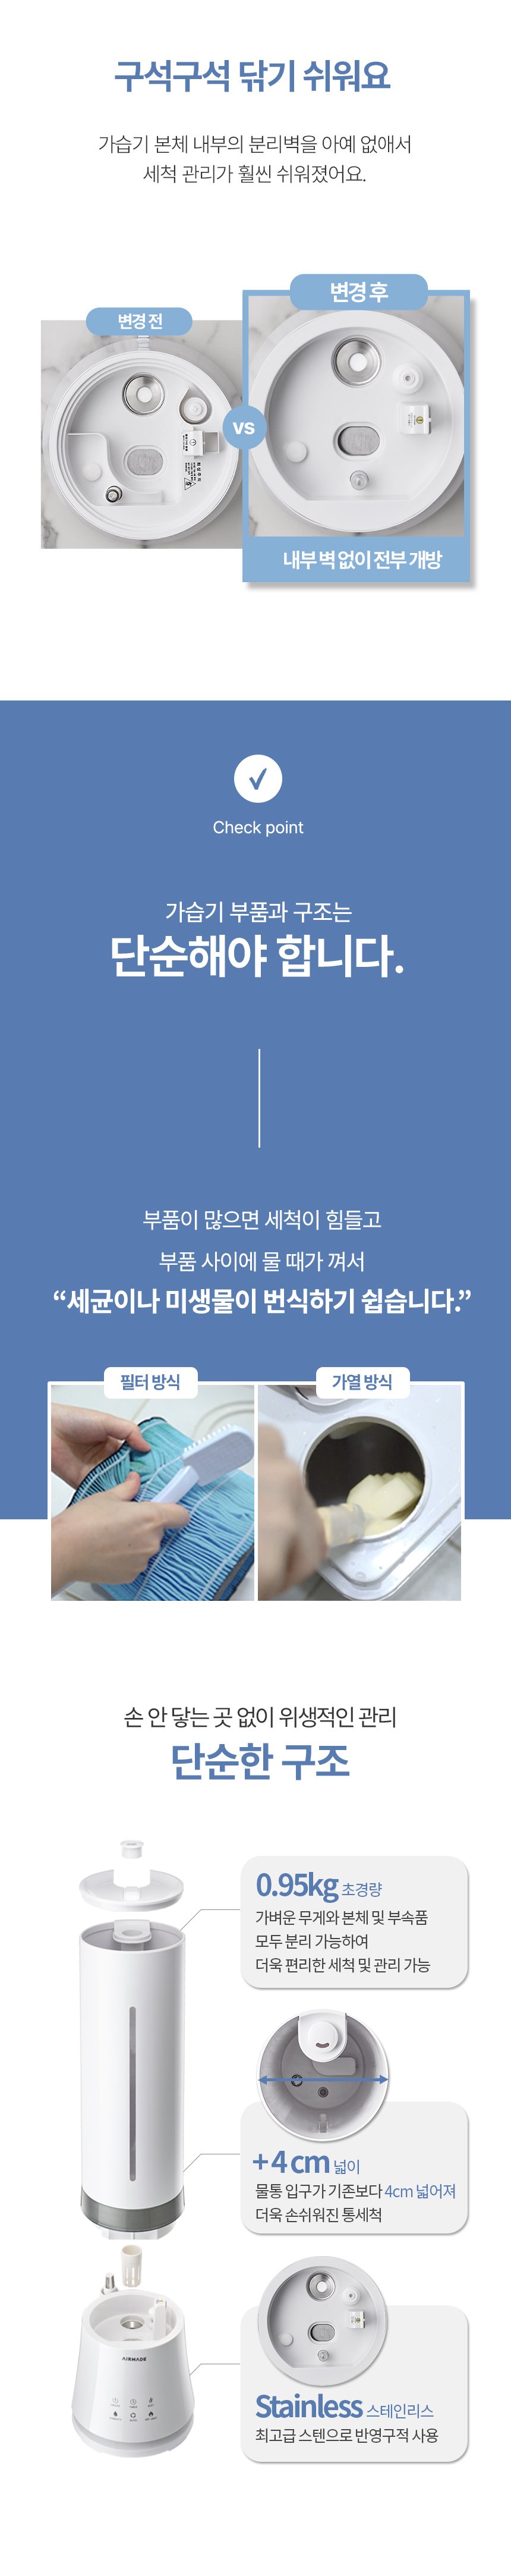 구석구석 닦기 쉬워요
가습기 본체 내부의 분리벽을 아예 없애서
세척 관리가 훨씬 쉬워졌어요.
변경 전
변경 후
vs
내부 벽 없이 전부 개방
Check point
가습기 부품과 구조는
단순해야 합니다.
부품이 많으면 세척이 힘들고
부품 사이에 물 때가 껴서
“세균이나 미생물이 번식하기 쉽습니다.”
필터 방식
가열 방식
손 안 닿는 곳 없이 위생적인 관리
단순한 구조
0.95kg 초경량
가벼운 무게와 본체 및 부속품
모두 분리 가능하여
더욱 편리한 세척 및 관리 가능
+4 cm 넓이
물통 입구가 기존보다 4cm 넓어져
더욱 손쉬워진 통세척
AIRMADE
Stainless 스테인리스
최고급 스텐으로 반영구적 사용